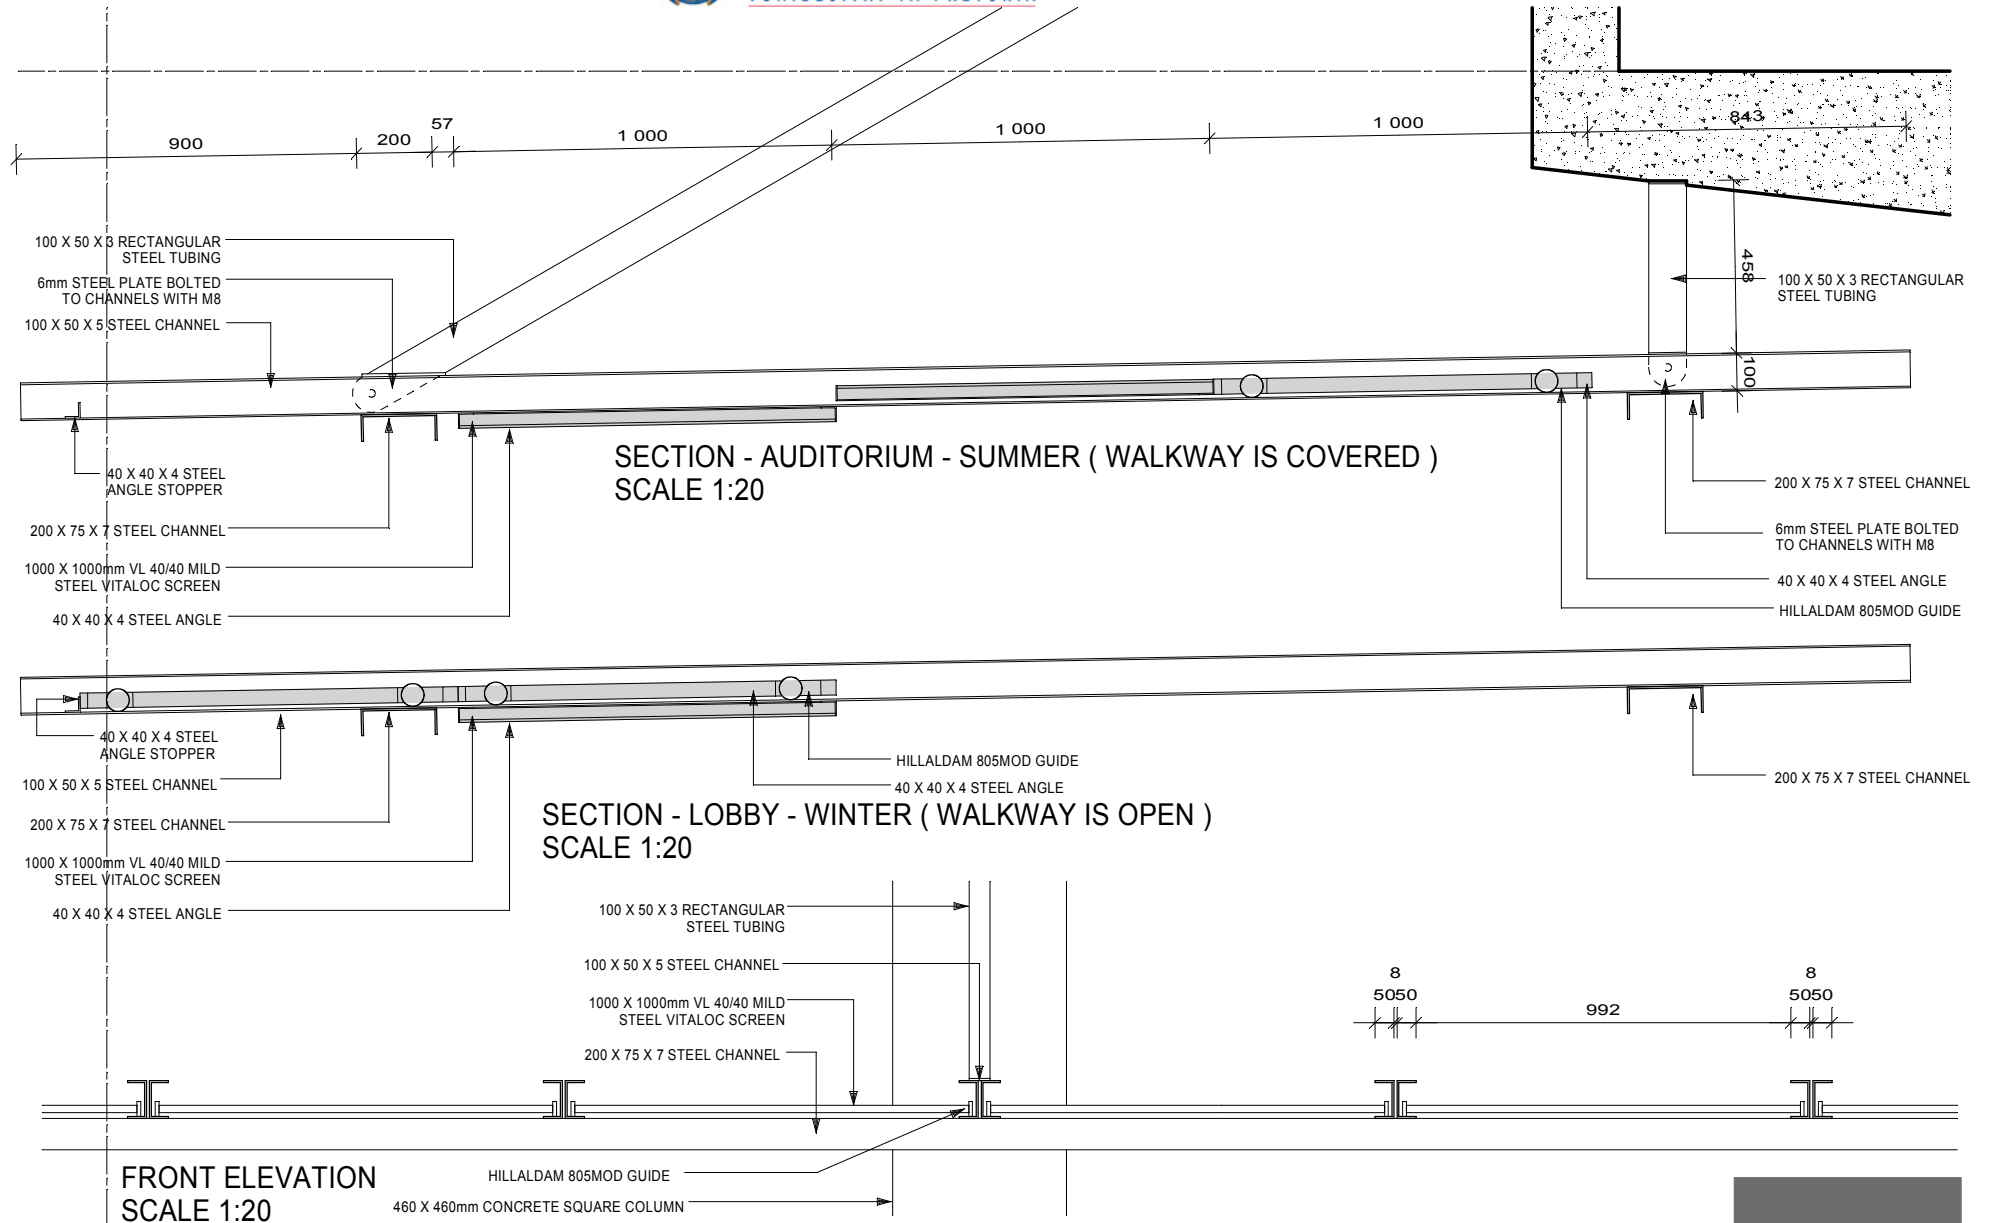 57
900
200
1 000
1 000
1 000
843
100 X 50 X 3 RECTANGULAR
STEEL TUBING
6mm STEEL PLATE BOLTED
TO CHANNELS WITH M8
100 X 50 X 5 STEEL CHANNEL
458
100 X 50 X 3 RECTANGULAR
STEEL TUBING
100
40 X 40 X 4 STEEL
ANGLE STOPPER
200 X 75 X 7 STEEL CHANNEL
1000 X 1000mm VL 40/40 MILD
STEEL VITALOC SCREEN
40 X 40 X 4 STEEL ANGLE
SECTION - AUDITORIUM - SUMMER ( WALKWAY IS COVERED )
SCALE 1:20
200 X 75 X 7 STEEL CHANNEL
6mm STEEL PLATE BOLTED
TO CHANNELS WITH M8
40 X 40 X 4 STEEL ANGLE
HILLALDAM 805MOD GUIDE
40 X 40 X 4 STEEL
ANGLE STOPPER
100 X 50 X 5 STEEL CHANNEL
200 X 75 X 7 STEEL CHANNEL
1000 X 1000mm VL 40/40 MILD
STEEL VITALOC SCREEN
40 X 40 X 4 STEEL ANGLE
HILLALDAM 805MOD GUIDE
40 X 40 X 4 STEEL ANGLE
200 X 75 X 7 STEEL CHANNEL
SECTION - LOBBY - WINTER ( WALKWAY IS OPEN )
SCALE 1:20
100 X 50 X 3 RECTANGULAR
STEEL TUBING
100 X 50 X 5 STEEL CHANNEL
1000 X 1000mm VL 40/40 MILD
STEEL VITALOC SCREEN
200 X 75 X 7 STEEL CHANNEL
8
8
5050
992
5050
HILLALDAM 805MOD GUIDE
460 X 460mm CONCRETE SQUARE COLUMN
FRONT ELEVATION
SCALE 1:20